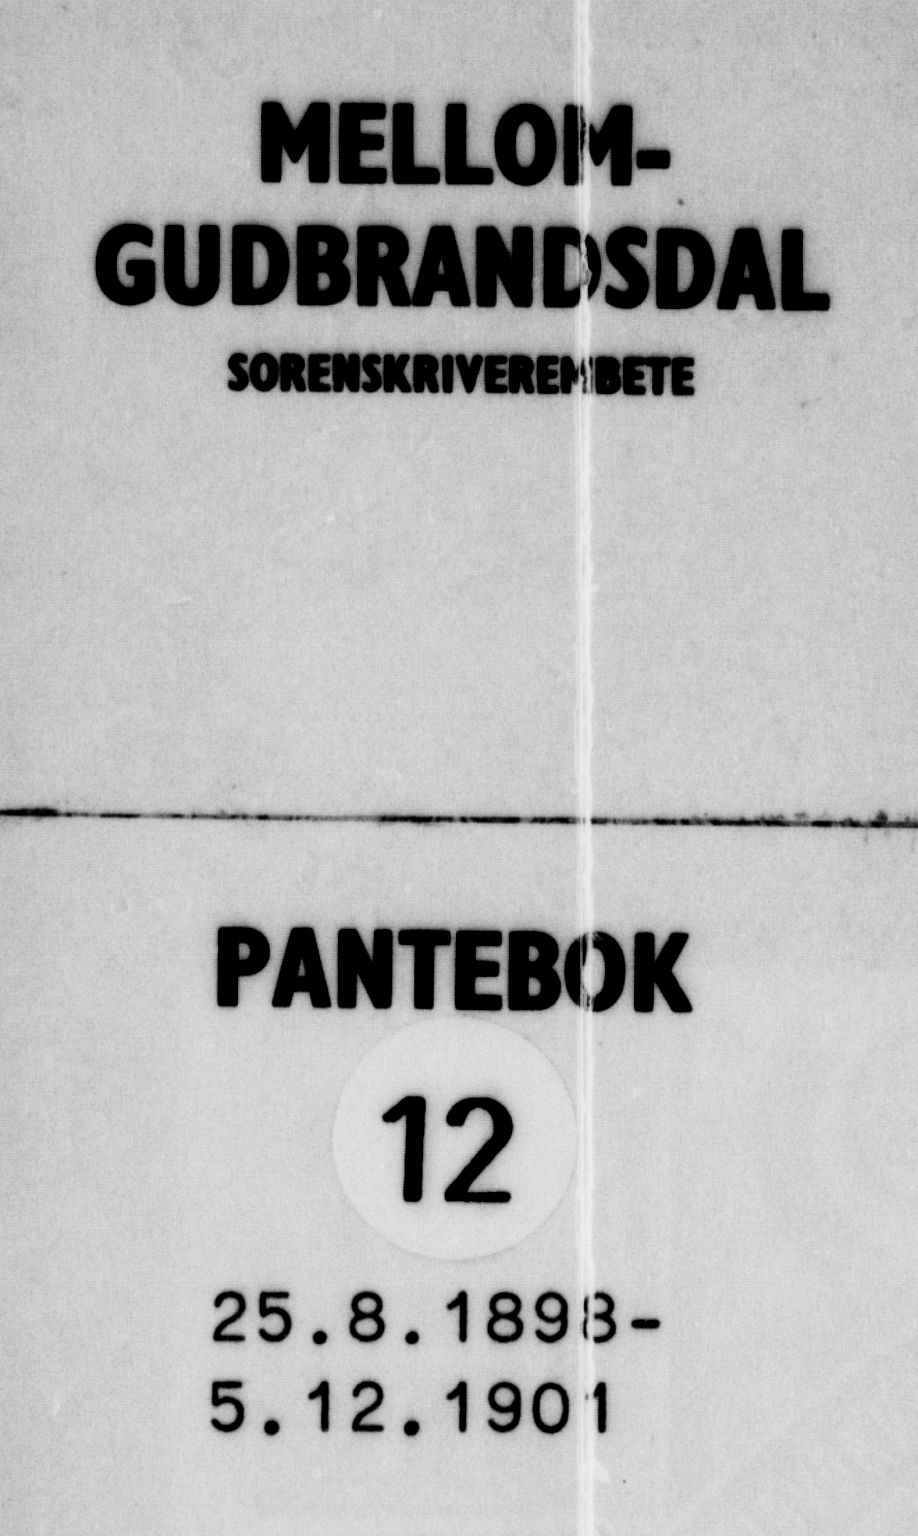 MELLOM-
GUDBRANDSDAL
SORENSKRIVEREMBETE
PANTEBOK
12
25.8.1898-
5.12.1901